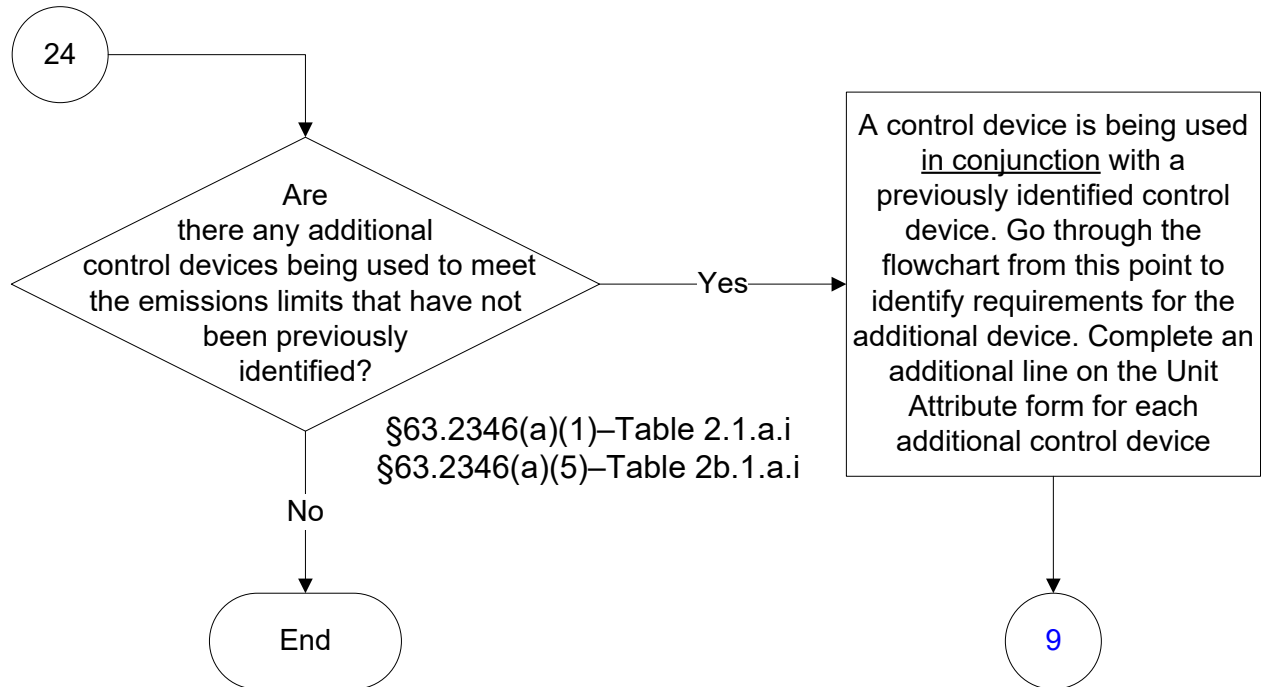 24
Are
there any additional
control devices being used to meet
the emissions limits that have not
been previously
identified?
Yes
A control device is being used
in conjunction with a
previously identified control
device. Go through the
flowchart from this point to
identify requirements for the
additional device. Complete an
additional line on the Unit
Attribute form for each
additional control device
§63.2346(a)(1)–Table 2.1.a.i
§63.2346(a)(5)–Table 2b.1.a.i
No
End
9